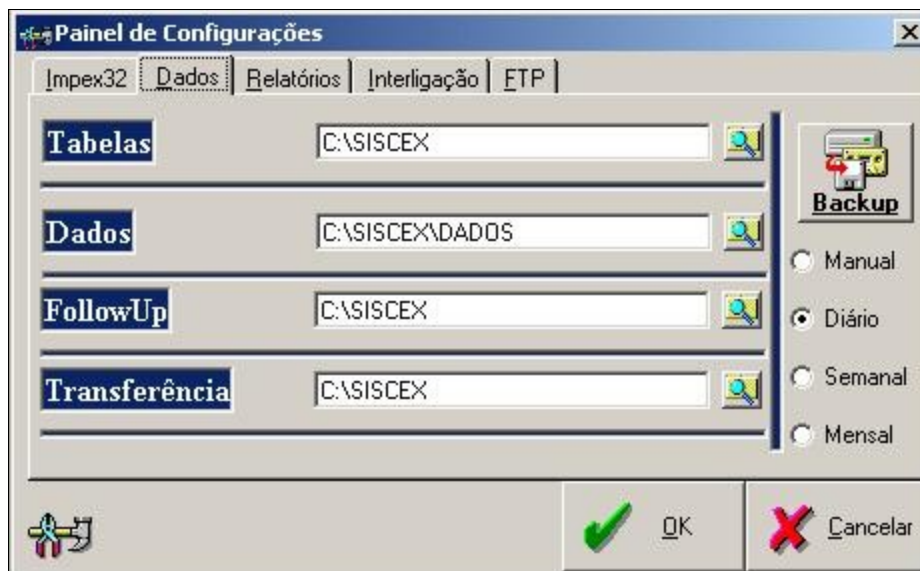 Painel de Configurações
Impex32 Dados Relatórios Interligação FTP
Tabelas C:\SISCEX
Backup
Dados C:\SISCEX\DADOS
Manual
FollowUp C:\SISCEX
Diário
Transferência C:\SISCEX
Semanal
Mensal
OK Cancelar